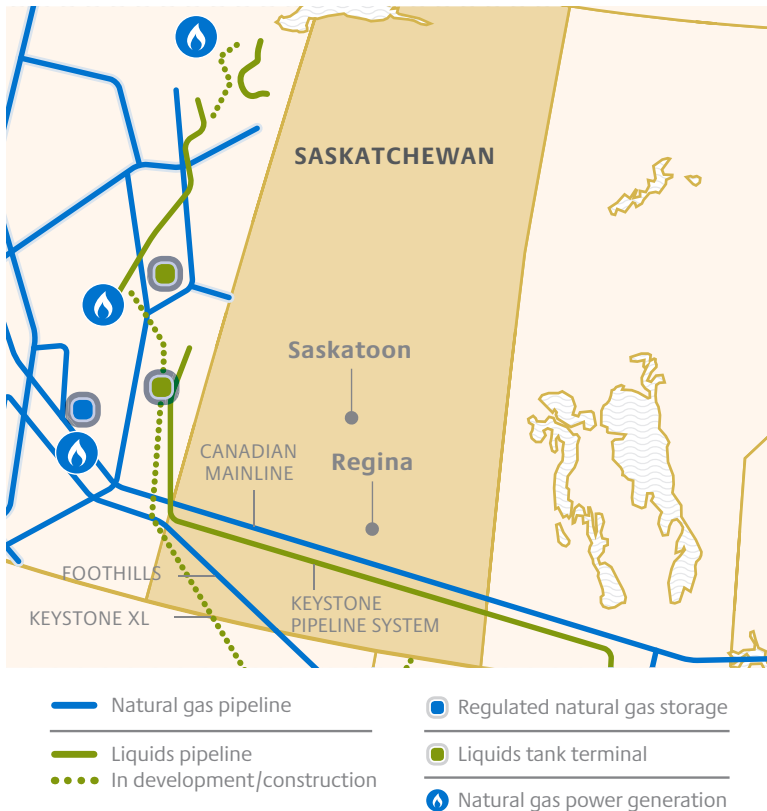 SASKATCHEWAN
Saskatoon
CANADIAN
MAINLINE
Regina
FOOTHILLS
KEYSTONE XL
KEYSTONE
PIPELINE SYSTEM
Natural gas pipeline
Liquids pipeline
In development/construction
Regulated natural gas storage
Liquids tank terminal
Natural gas power generation